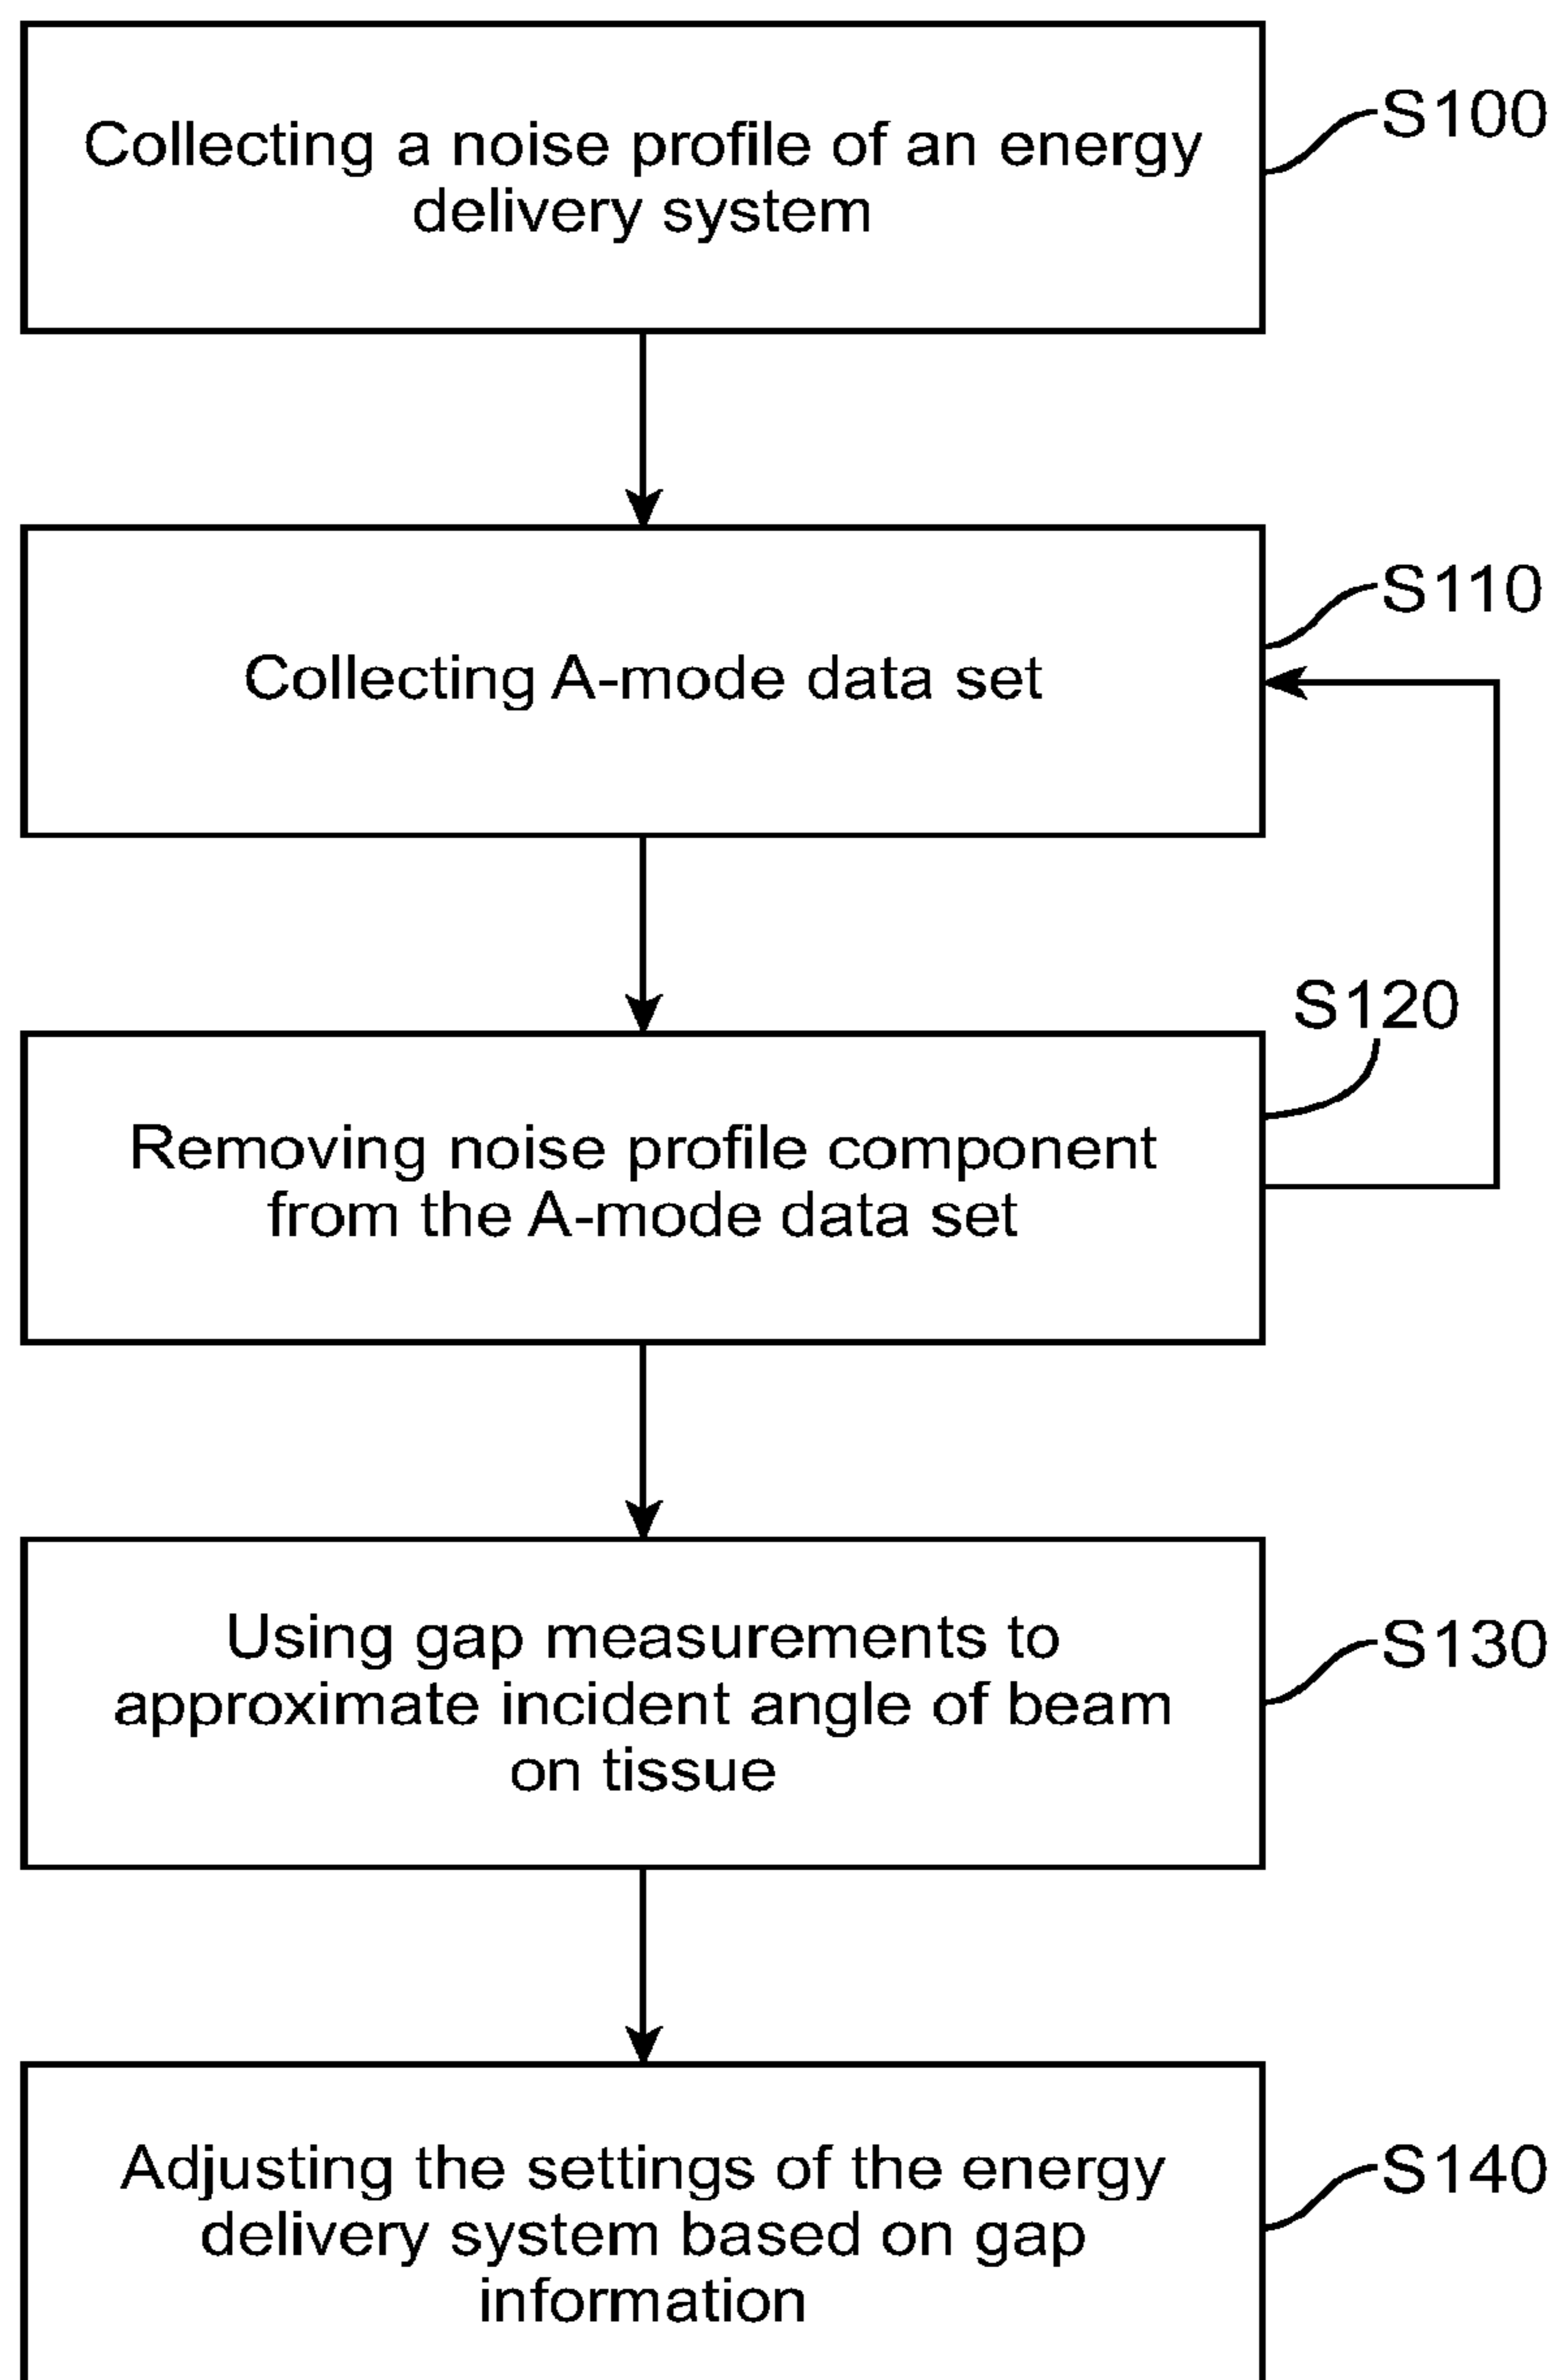 Collecting a noise profile of an energy
delivery system
S100
Collecting A-mode data set
S110
Removing noise profile component
from the A-mode data set
S120
Using gap measurements to
approximate incident angle of beam
on tissue
S130
Adjusting the settings of the energy
delivery system based on gap
information
S140